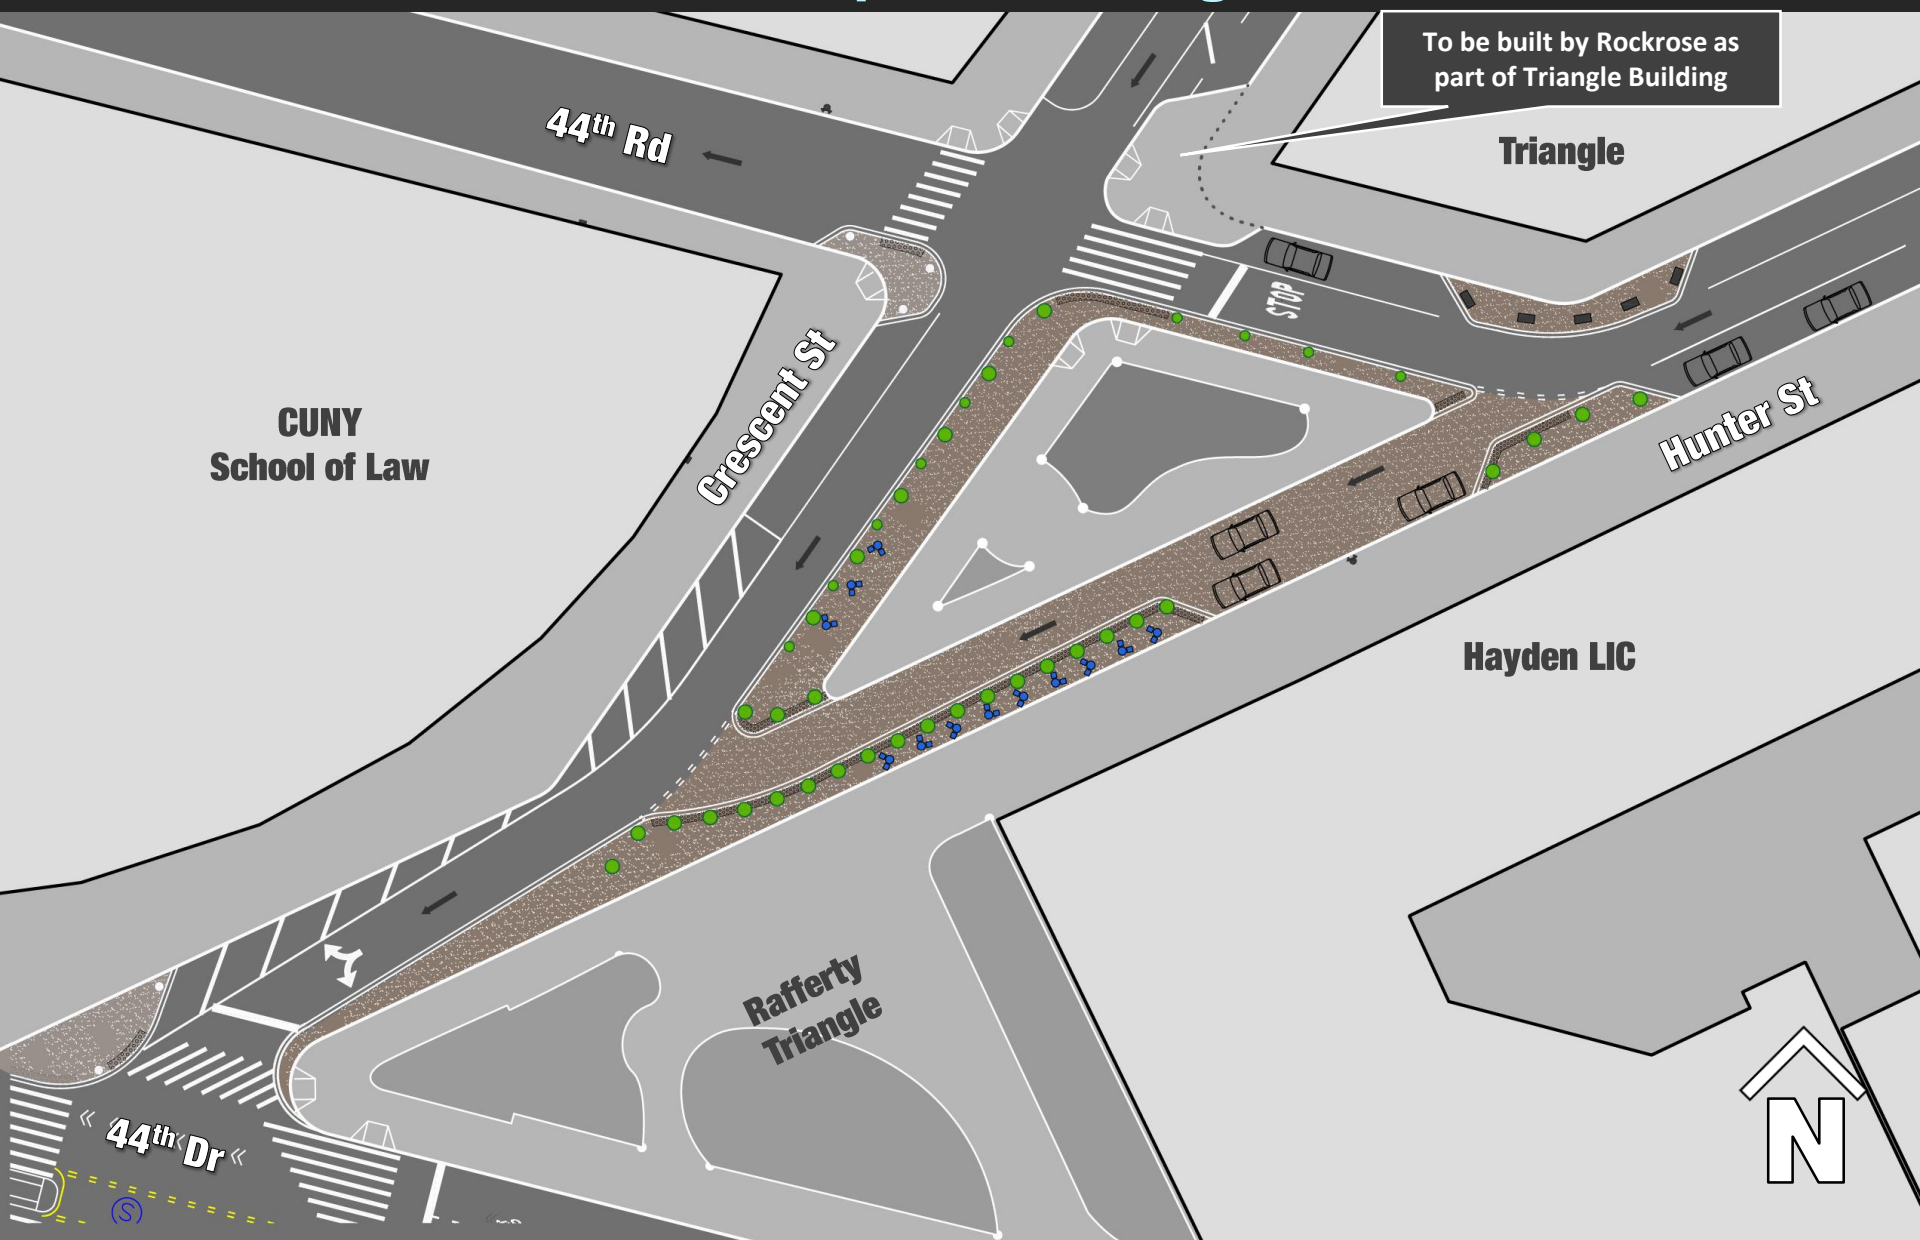 To be built by Rockrose as
part of Triangle Building
44th Rd
Triangle
STOP
Crescent St
CUNY
School of Law
Hunter St
Hayden LIC
Rafferty
Triangle
44th Dr
S
N